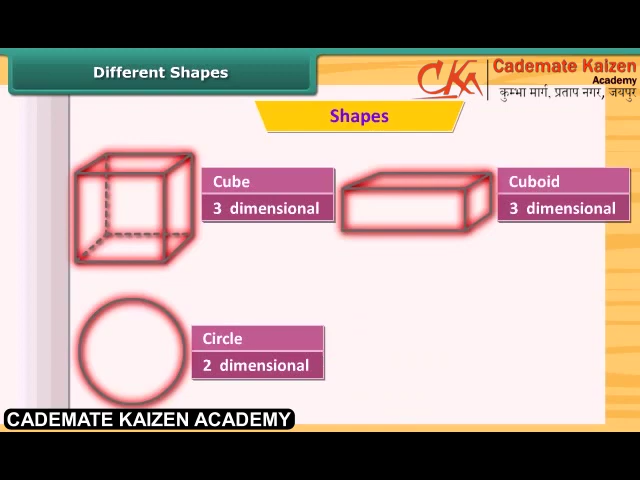 Different Shapes
CKA
Cademate Kaizen
Academy
कुम्भा मार्ग. प्रताप नगर, जयपुर
Shapes
Cube
3 dimensional
Cuboid
3 dimensional
Circle
2 dimensional
CADEMATE KAIZEN ACADEMY